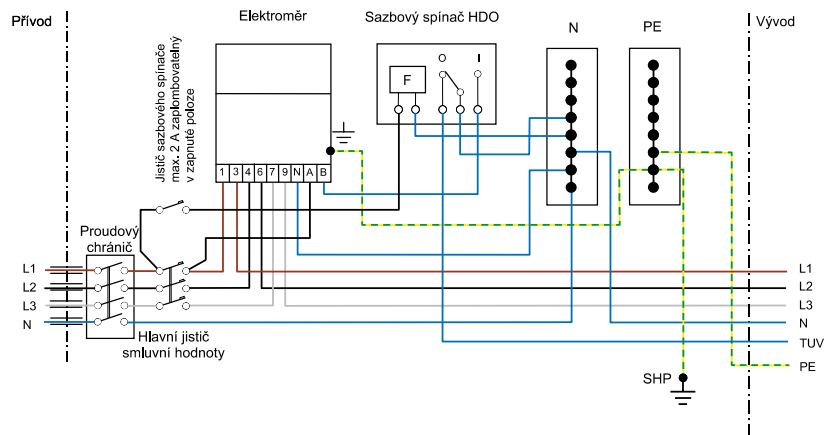 Přívod
Elektroměr
Sazbový spínač HDO
N
PE
Vývod
Jistič sazbového spínače
max. 2 A zaplombovatelný
v zapnuté poloze
F
O
I
1 3 4 6 7 9 N A B
Proudový
chránič
L1
L2
L3
N
Hlavní jistič
smluvní hodnoty
L1
L2
L3
N
TUV
PE
SHP